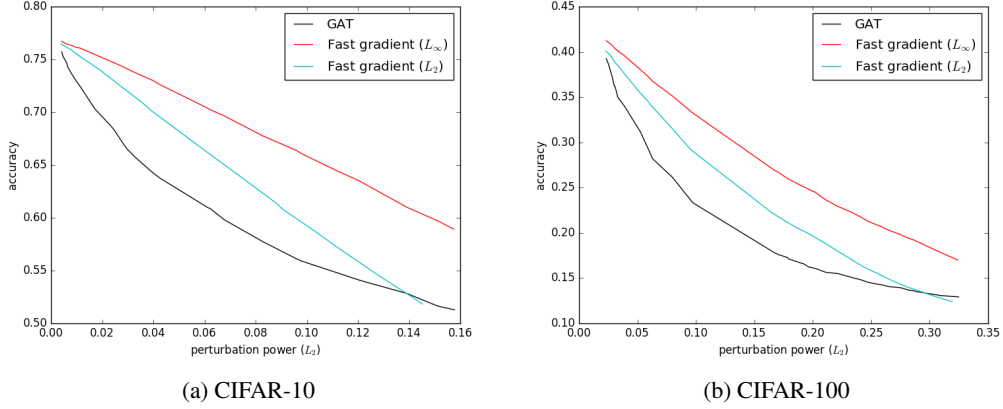 0.80
0.75
0.70
0.65
0.60
0.55
0.50
accuracy
GAT
Fast gradient (L∞)
Fast gradient (L2)
0.00 0.02 0.04 0.06 0.08 0.10 0.12 0.14 0.16
perturbation power (L2)
(a) CIFAR-10
0.45
0.40
0.35
0.30
0.25
0.20
0.15
0.10
accuracy
GAT
Fast gradient (L∞)
Fast gradient (L2)
0.00 0.05 0.10 0.15 0.20 0.25 0.30 0.35
perturbation power (L2)
(b) CIFAR-100